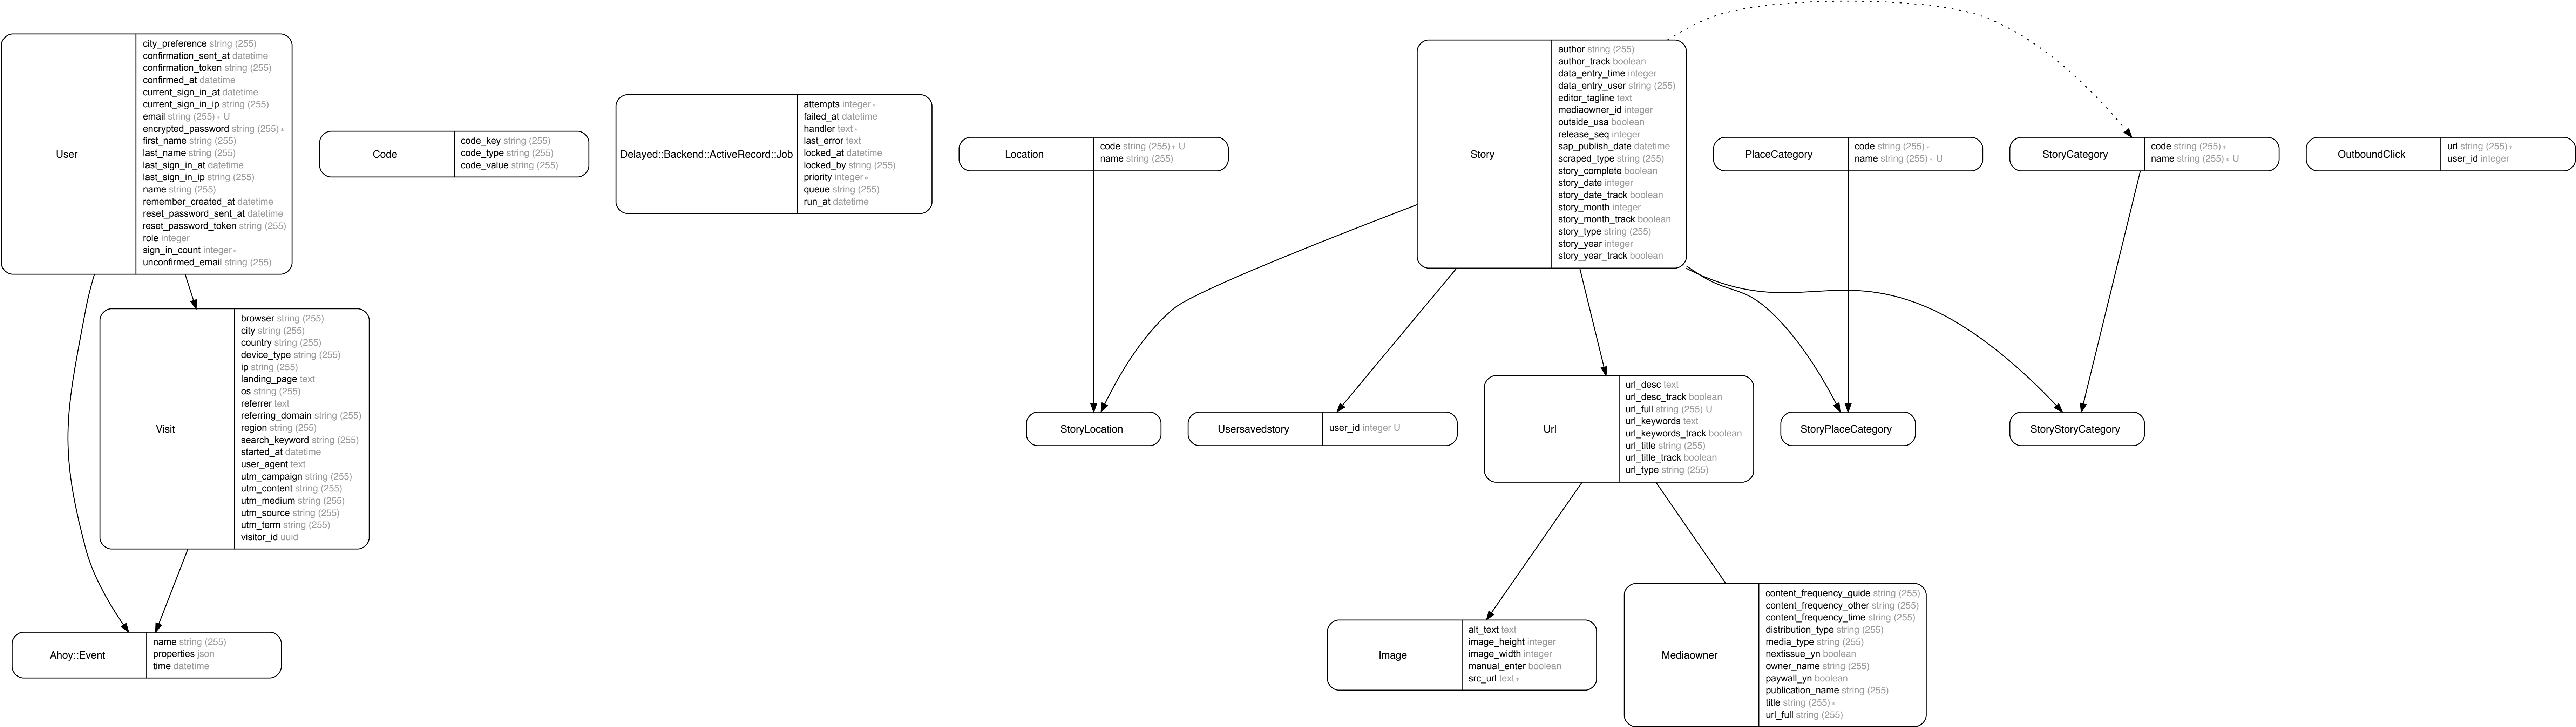 User
city_preference string (255)
confirmation_sent_at datetime
confirmation_token string (255)
confirmed_at datetime
current_sign_in_at datetime
current_sign_in_ip string (255)
email string (255) ∗ U
encrypted_password string (255) ∗
first_name string (255)
last_name string (255)
last_sign_in_at datetime
last_sign_in_ip string (255)
name string (255)
remember_created_at datetime
reset_password_sent_at datetime
reset_password_token string (255)
role integer
sign_in_count integer ∗
unconfirmed_email string (255)
Code
code_key string (255)
code_type string (255)
code_value string (255)
Delayed::Backend::ActiveRecord::Job
attempts integer ∗
failed_at datetime
handler text ∗
last_error text
locked_at datetime
locked_by string (255)
priority integer ∗
queue string (255)
run_at datetime
Location
code string (255) ∗ U
name string (255)
Story
author string (255)
author_track boolean
data_entry_time integer
data_entry_user string (255)
editor_tagline text
mediaowner_id integer
outside_usa boolean
release_seq integer
sap_publish_date datetime
scraped_type string (255)
story_complete boolean
story_date integer
story_date_track boolean
story_month integer
story_month_track boolean
story_type string (255)
story_year integer
story_year_track boolean
PlaceCategory
code string (255) ∗
name string (255) ∗ U
StoryCategory
code string (255) ∗
name string (255) ∗ U
OutboundClick
url string (255) ∗
user_id integer
Visit
browser string (255)
city string (255)
country string (255)
device_type string (255)
ip string (255)
landing_page text
os string (255)
referrer text
referring_domain string (255)
region string (255)
search_keyword string (255)
started_at datetime
user_agent text
utm_campaign string (255)
utm_content string (255)
utm_medium string (255)
utm_source string (255)
utm_term string (255)
visitor_id uuid
StoryLocation
Usersavedstory
user_id integer U
Url
url_desc text
url_desc_track boolean
url_full string (255) U
url_keywords text
url_keywords_track boolean
url_title string (255)
url_title_track boolean
url_type string (255)
StoryPlaceCategory
StoryStoryCategory
Ahoy::Event
name string (255)
properties json
time datetime
Image
alt_text text
image_height integer
image_width integer
manual_enter boolean
src_url text ∗
Mediaowner
content_frequency_guide string (255)
content_frequency_other string (255)
content_frequency_time string (255)
distribution_type string (255)
media_type string (255)
nextissue_yn boolean
owner_name string (255)
paywall_yn boolean
publication_name string (255)
title string (255) ∗
url_full string (255)